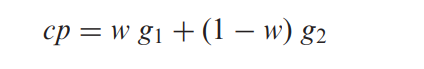 cp = w g₁ + (1 − w) g₂